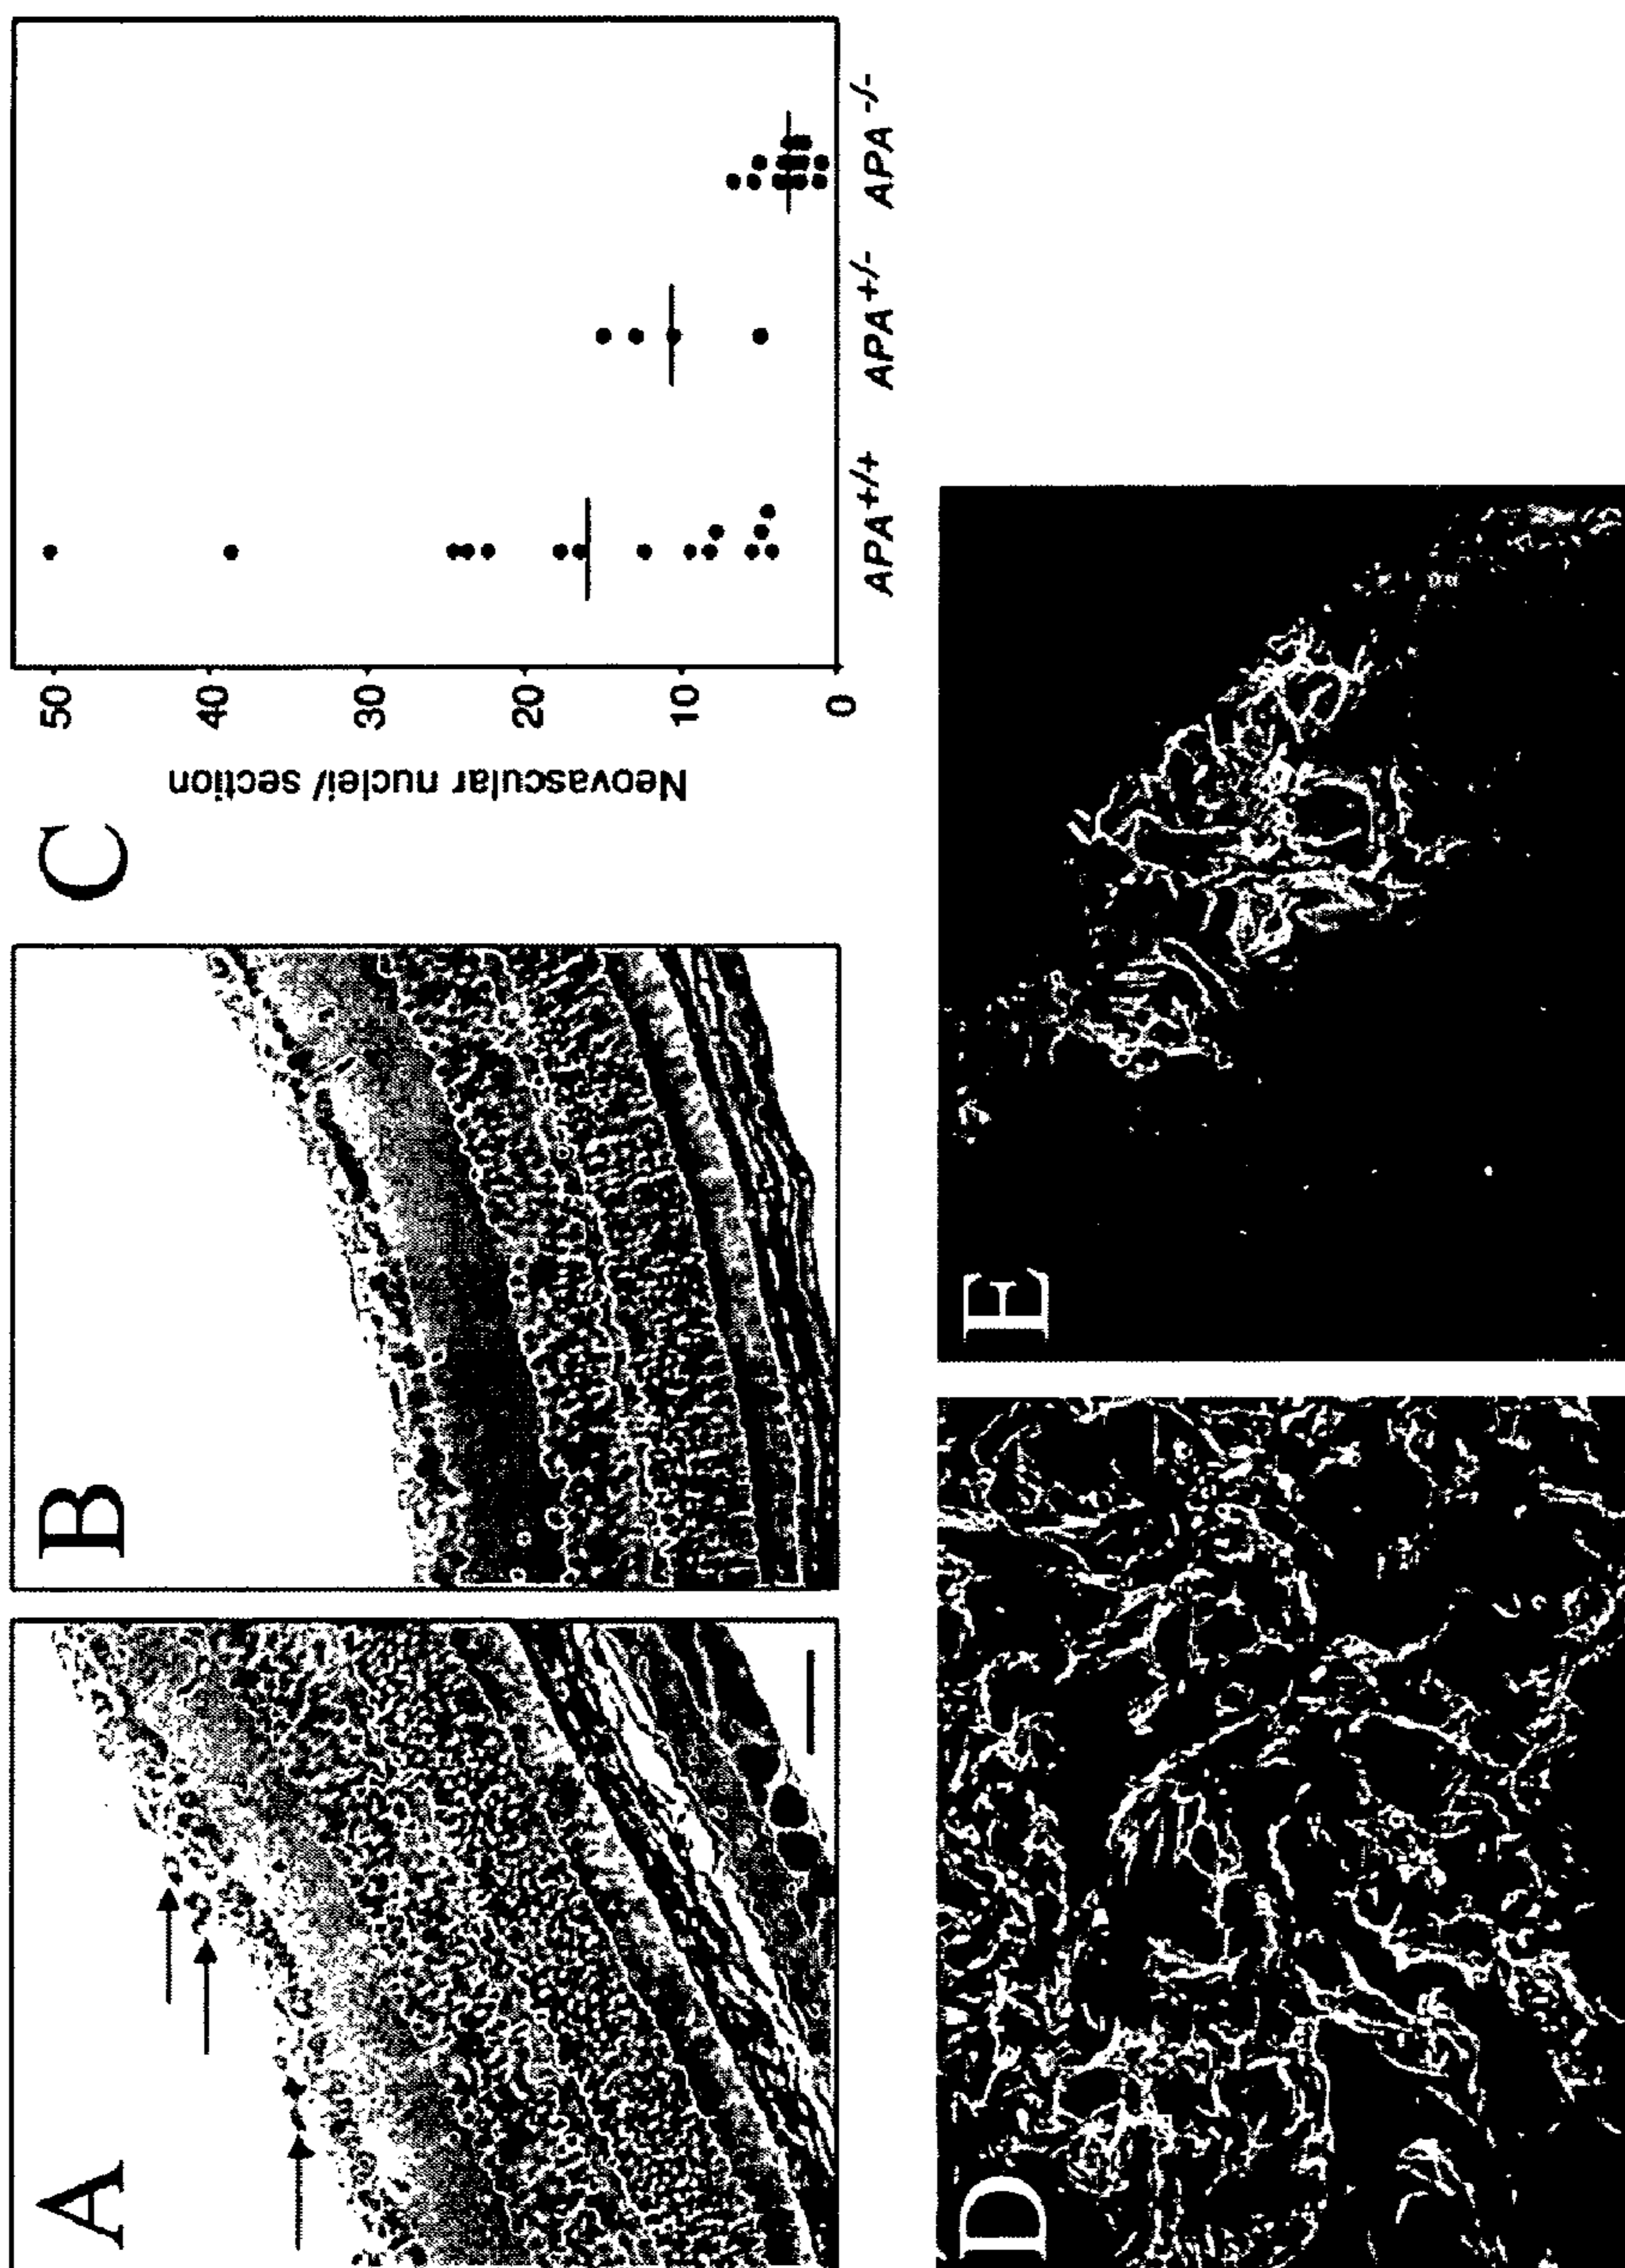 A
B
C
Neovascular nuclei/ section
50
40
30
20
10
0
APA+/+ APA+/- APA-/-
D
E